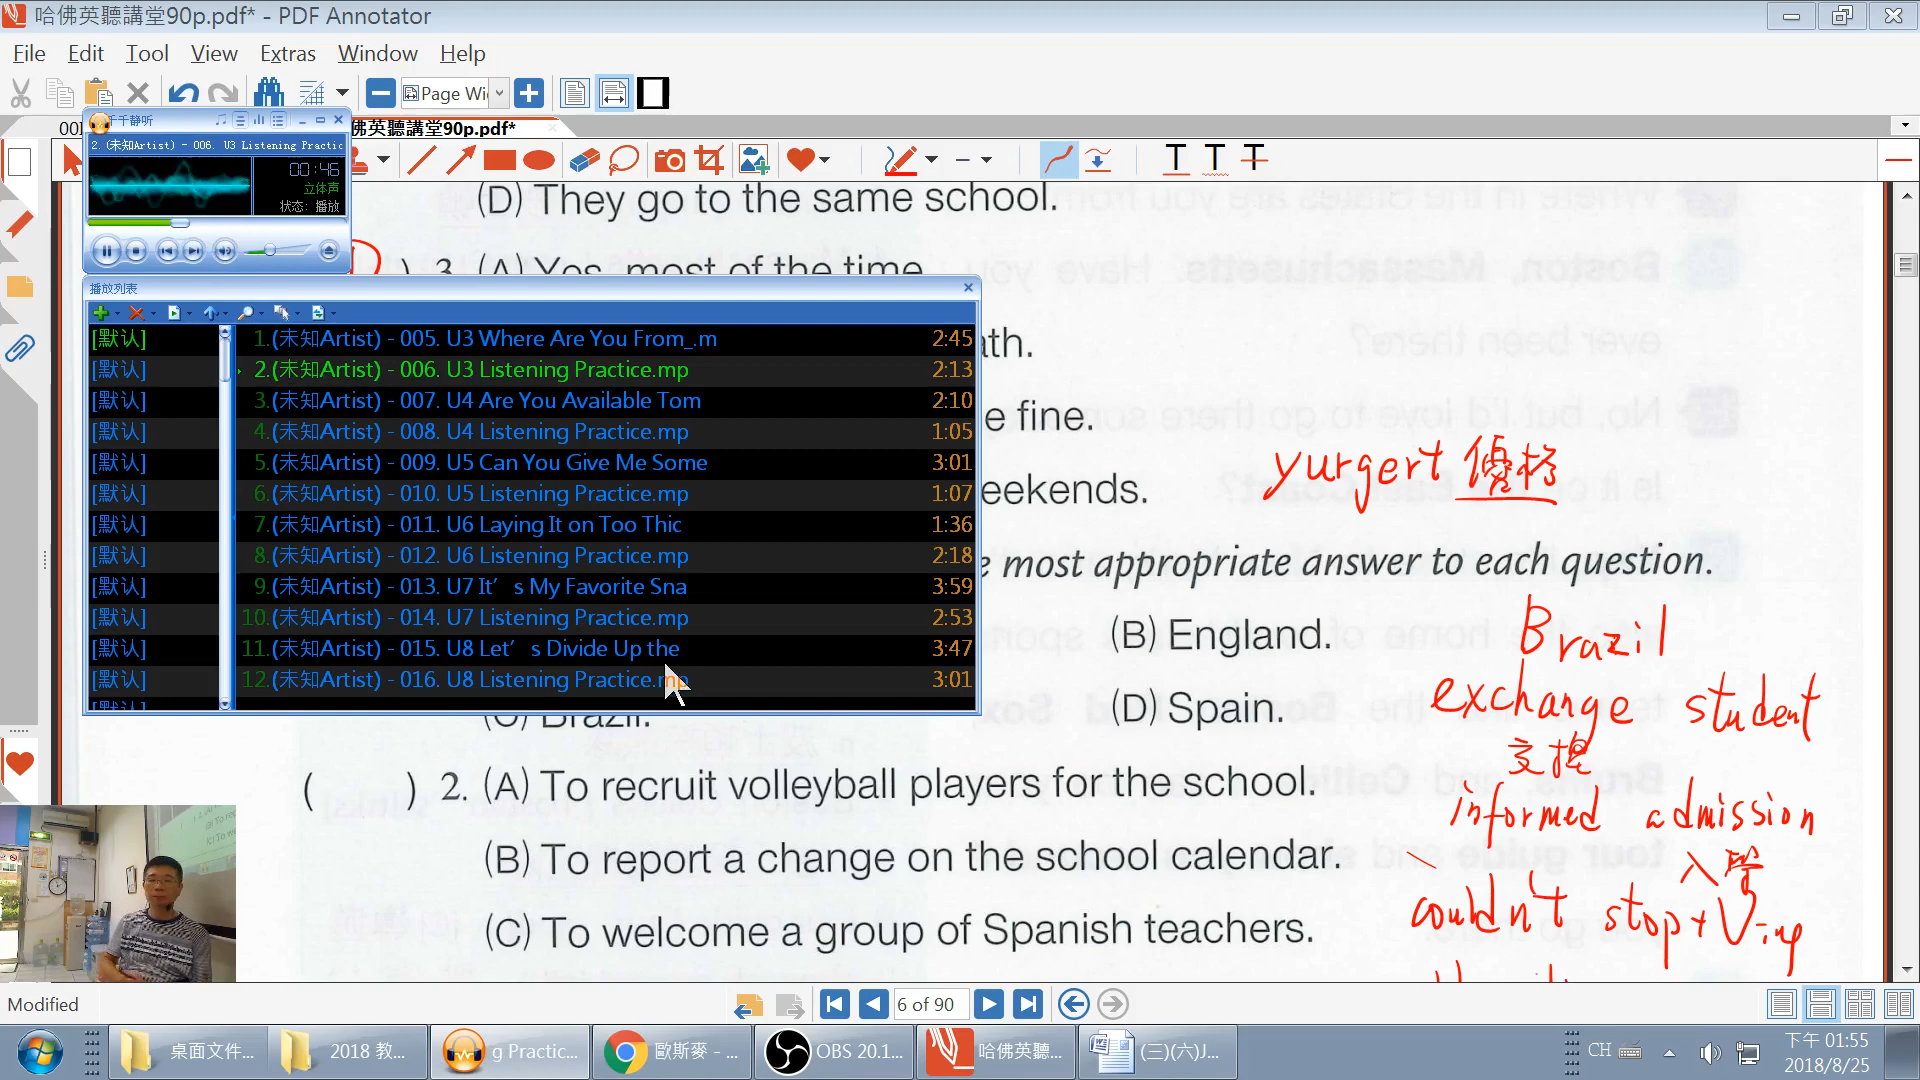 哈佛英聽講堂90p.pdf* - PDF Annotator
File Edit Tool View Extras Window Help
Page Wi
佛英聽講堂90p.pdf*
千千静听
2.(未知Artist) - 006. U3 Listening Practic
00:46
立体声
状态: 播放
(D) They go to the same school.
3. (A) Yes, most of the time
播放列表
[默认] 1.(未知Artist) - 005. U3 Where Are You From_.m 2:45
[默认] 2.(未知Artist) - 006. U3 Listening Practice.mp 2:13
[默认] 3.(未知Artist) - 007. U4 Are You Available Tom 2:10
[默认] 4.(未知Artist) - 008. U4 Listening Practice.mp 1:05
[默认] 5.(未知Artist) - 009. U5 Can You Give Me Some 3:01
[默认] 6.(未知Artist) - 010. U5 Listening Practice.mp 1:07
[默认] 7.(未知Artist) - 011. U6 Laying It on Too Thic 1:36
[默认] 8.(未知Artist) - 012. U6 Listening Practice.mp 2:18
[默认] 9.(未知Artist) - 013. U7 It’s My Favorite Sna 3:59
[默认] 10.(未知Artist) - 014. U7 Listening Practice.mp 2:53
[默认] 11.(未知Artist) - 015. U8 Let’s Divide Up the 3:47
[默认] 12.(未知Artist) - 016. U8 Listening Practice.mp 3:01
ath.
e fine.
eekends.
yurgert 優格
e most appropriate answer to each question.
(B) England.
Brazil
(C) Brazil.
(D) Spain.
exchange student
交換
( ) 2. (A) To recruit volleyball players for the school.
informed admission
入學
(B) To report a change on the school calendar.
couldn't stop + V-ing
(C) To welcome a group of Spanish teachers.
Modified
6 of 90
桌面文件...
2018 教...
g Practic...
歐斯麥 - ...
OBS 20.1...
哈佛英聽...
(三)(六)J...
CH
下午 01:55
2018/8/25